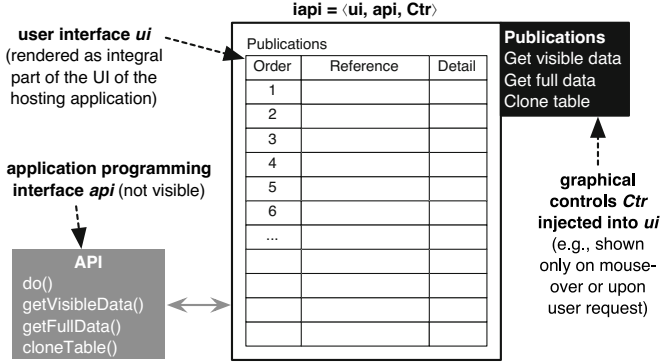 iapi = ⟨ui, api, Ctr⟩
user interface ui
(rendered as integral
part of the UI of the
hosting application)
Publications
Order Reference Detail
1
2
3
4
5
6
...
Publications
Get visible data
Get full data
Clone table
application programming
interface api (not visible)
API
do()
getVisibleData()
getFullData()
cloneTable()
graphical
controls Ctr
injected into ui
(e.g., shown
only on mouse-
over or upon
user request)